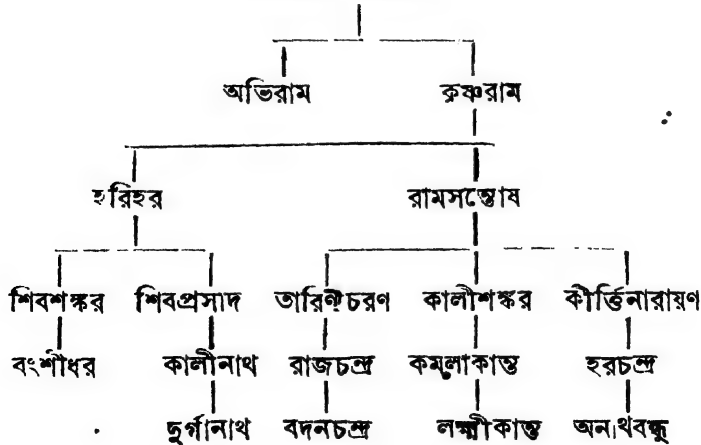 অভিরাম কৃষ্ণরাম
হরিহর রামসন্তোষ
শিবশঙ্কর শিবপ্রসাদ তারিণীচরণ কালীশঙ্কর কীর্ত্তিনারায়ণ
বংশীধর কালীনাথ রাজচন্দ্র কমলাকান্ত হরচন্দ্র
দুর্গানাথ বদনচন্দ্র লক্ষ্মীকান্ত অনাথবন্ধু